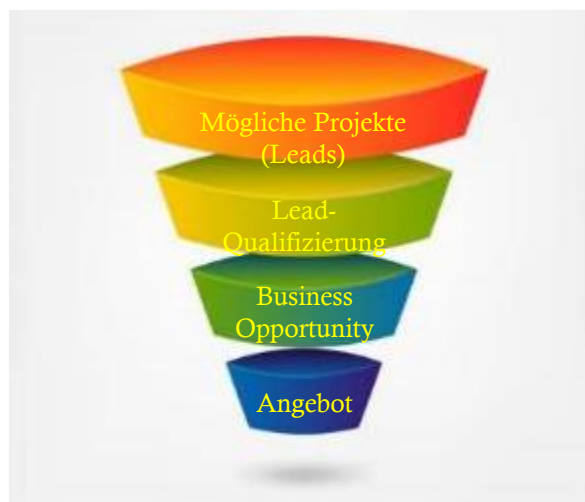 Mögliche Projekte
(Leads)
Lead-
Qualifizierung
Business
Opportunity
Angebot